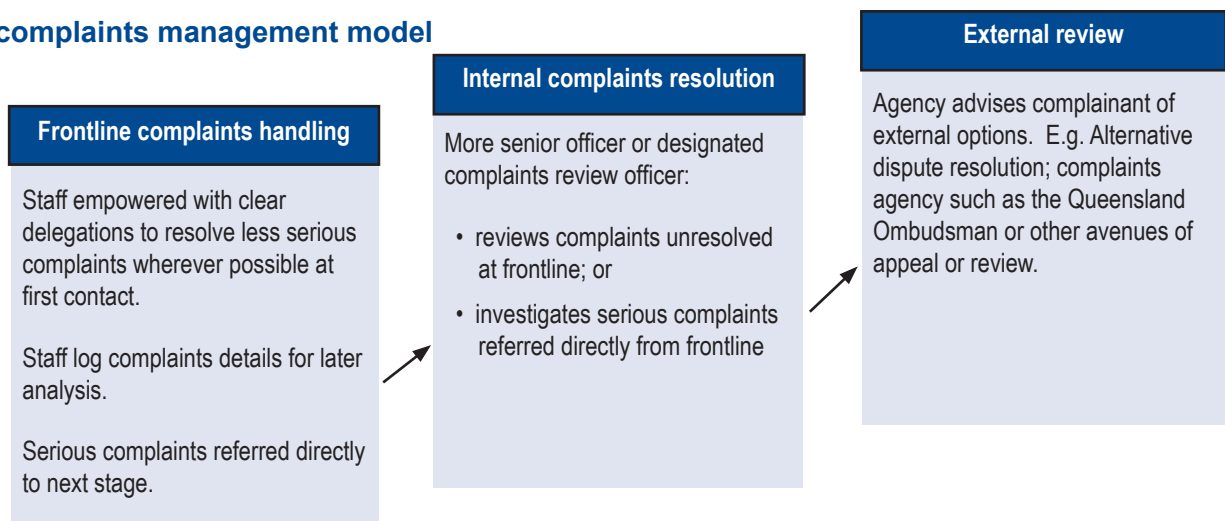 complaints management model
Frontline complaints handling
Staff empowered with clear
delegations to resolve less serious
complaints wherever possible at
first contact.
Staff log complaints details for later
analysis.
Serious complaints referred directly
to next stage.
Internal complaints resolution
More senior officer or designated
complaints review officer:
• reviews complaints unresolved
at frontline; or
• investigates serious complaints
referred directly from frontline
External review
Agency advises complainant of
external options.  E.g. Alternative
dispute resolution; complaints
agency such as the Queensland
Ombudsman or other avenues of
appeal or review.